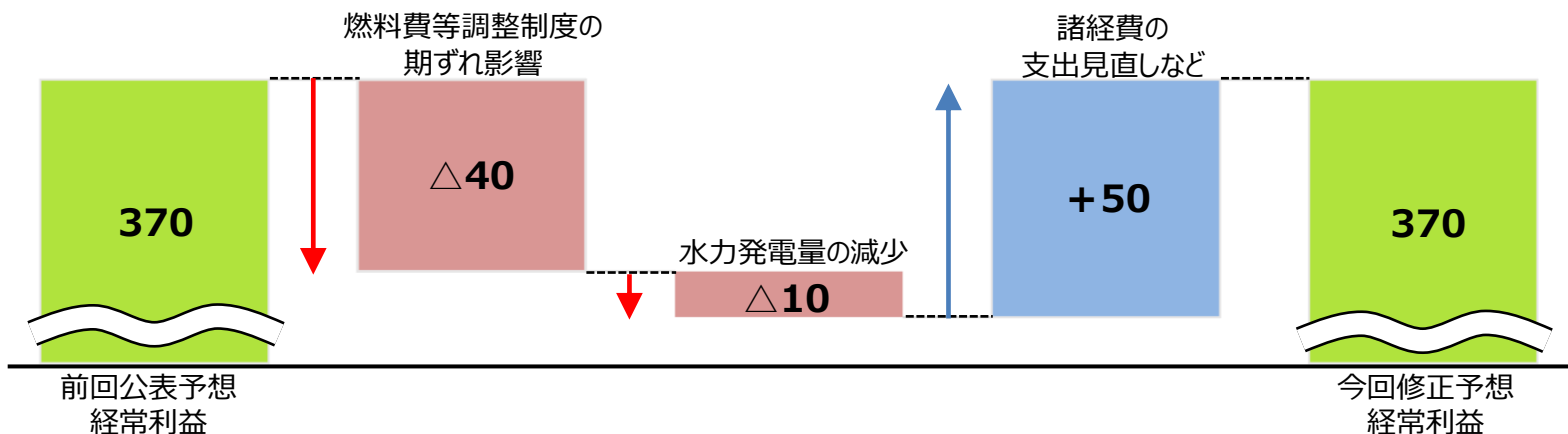 燃料費等調整制度の
期ずれ影響
諸経費の
支出見直しなど
370
△40
水力発電量の減少
△10
＋50
370
前回公表予想
経常利益
今回修正予想
経常利益